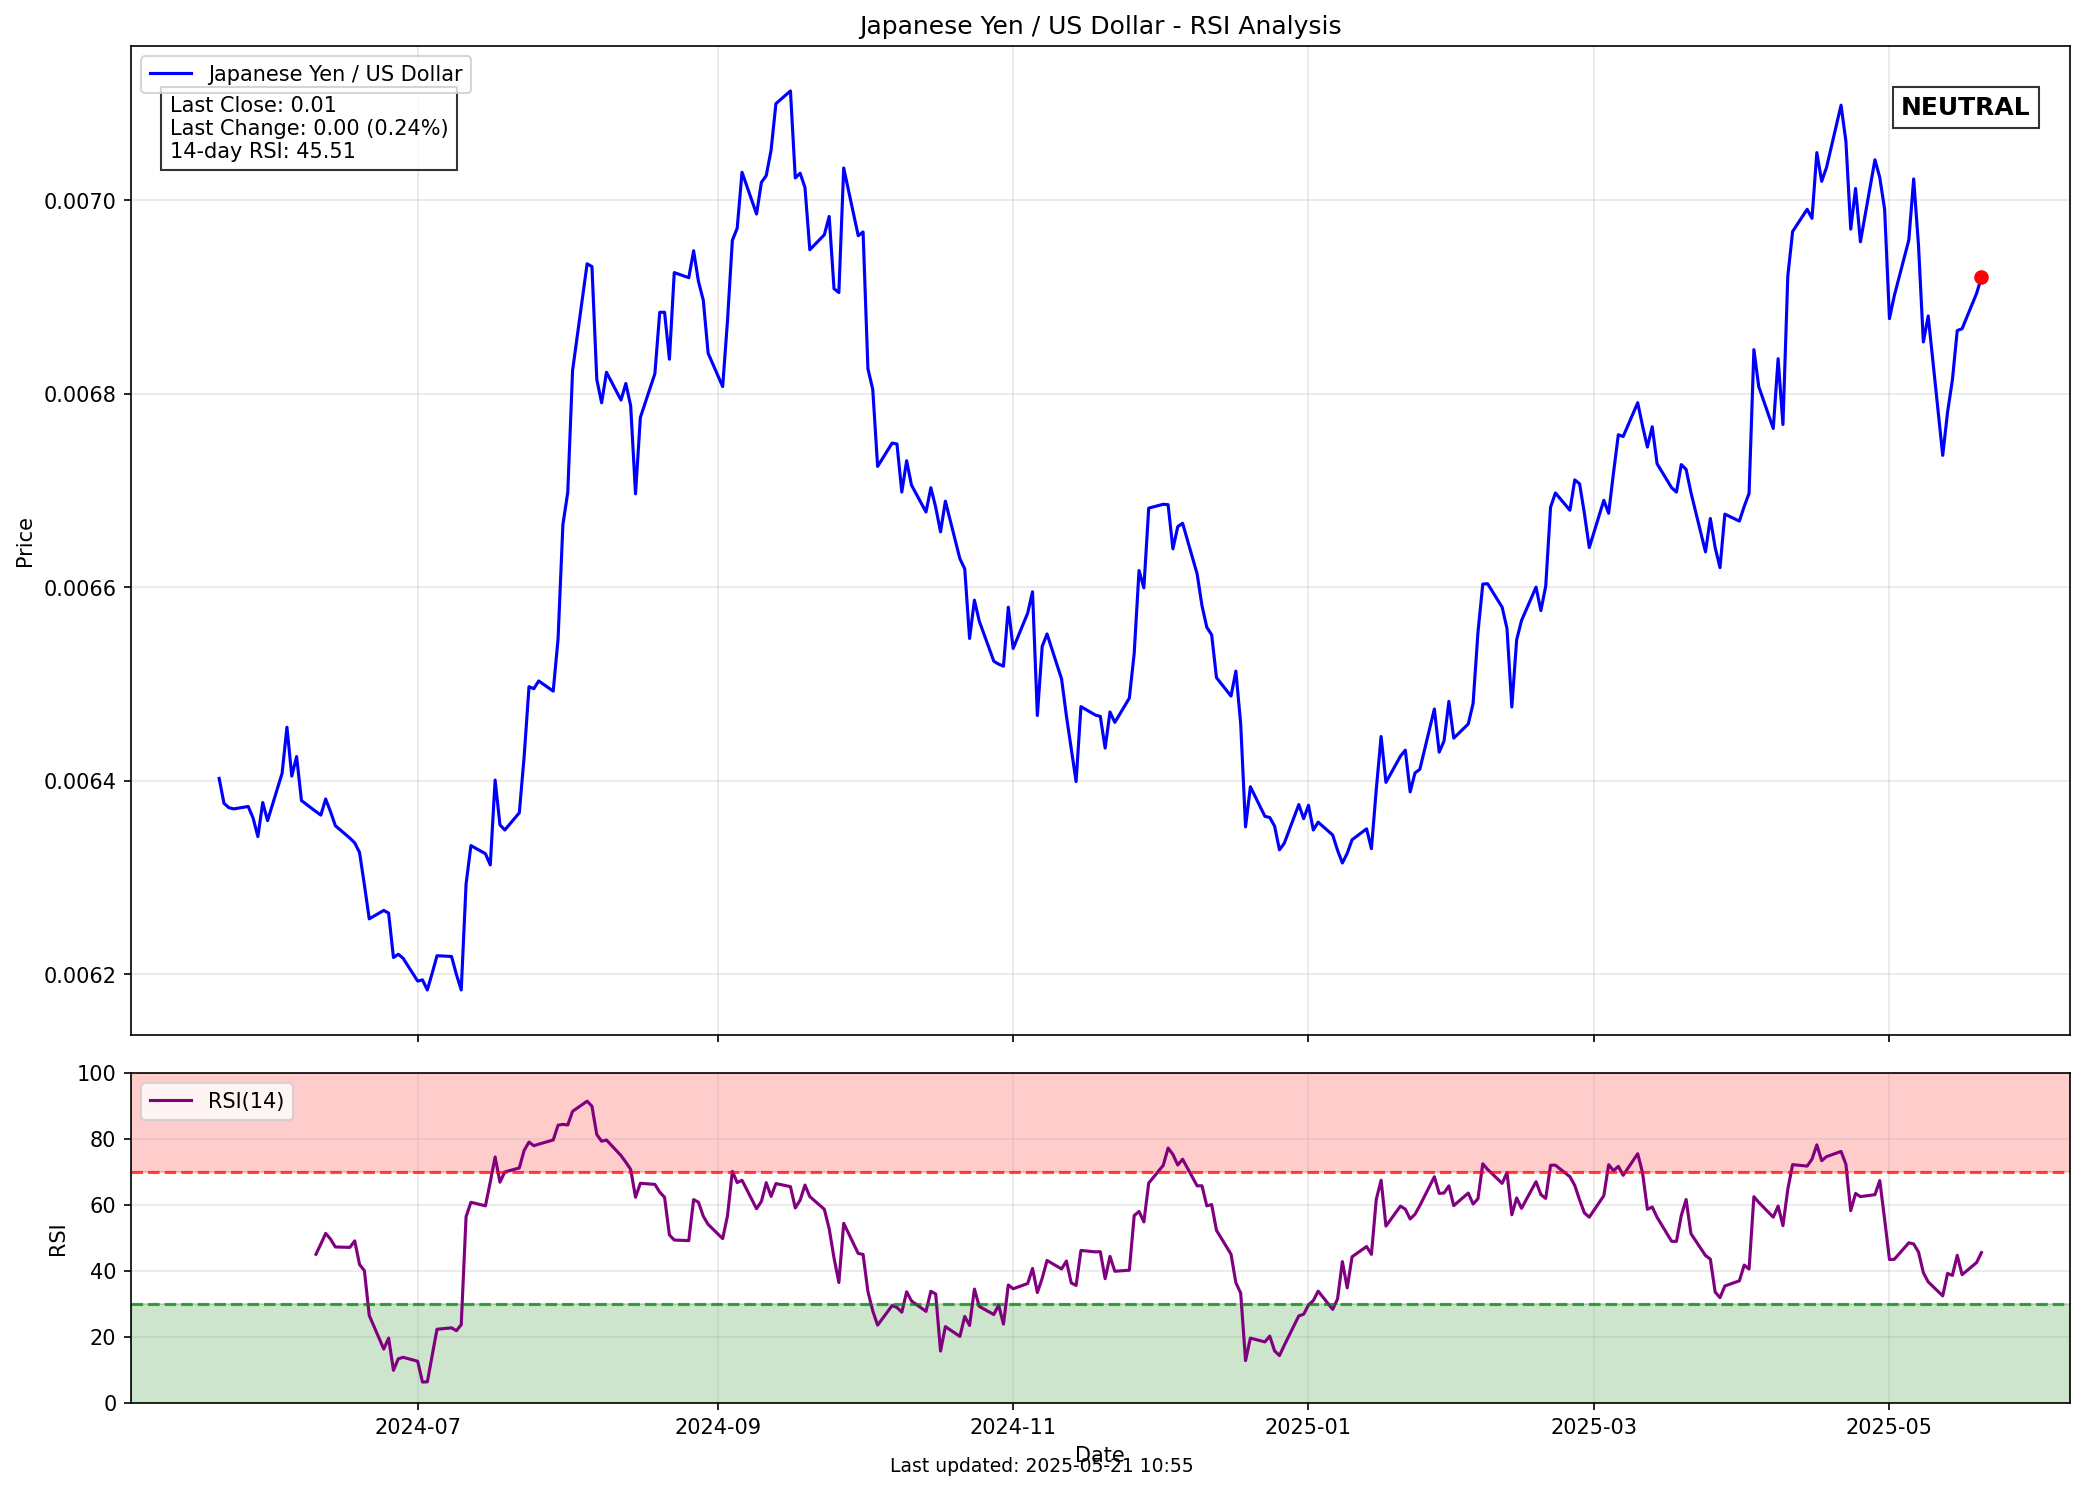 Japanese Yen / US Dollar - RSI Analysis
Japanese Yen / US Dollar
Last Close: 0.01
Last Change: 0.00 (0.24%)
14-day RSI: 45.51
NEUTRAL
Price
0.0070
0.0068
0.0066
0.0064
0.0062
RSI(14)
RSI
100
80
60
40
20
0
2024-07
2024-09
2024-11
2025-01
2025-03
2025-05
Date
Last updated: 2025-05-21 10:55